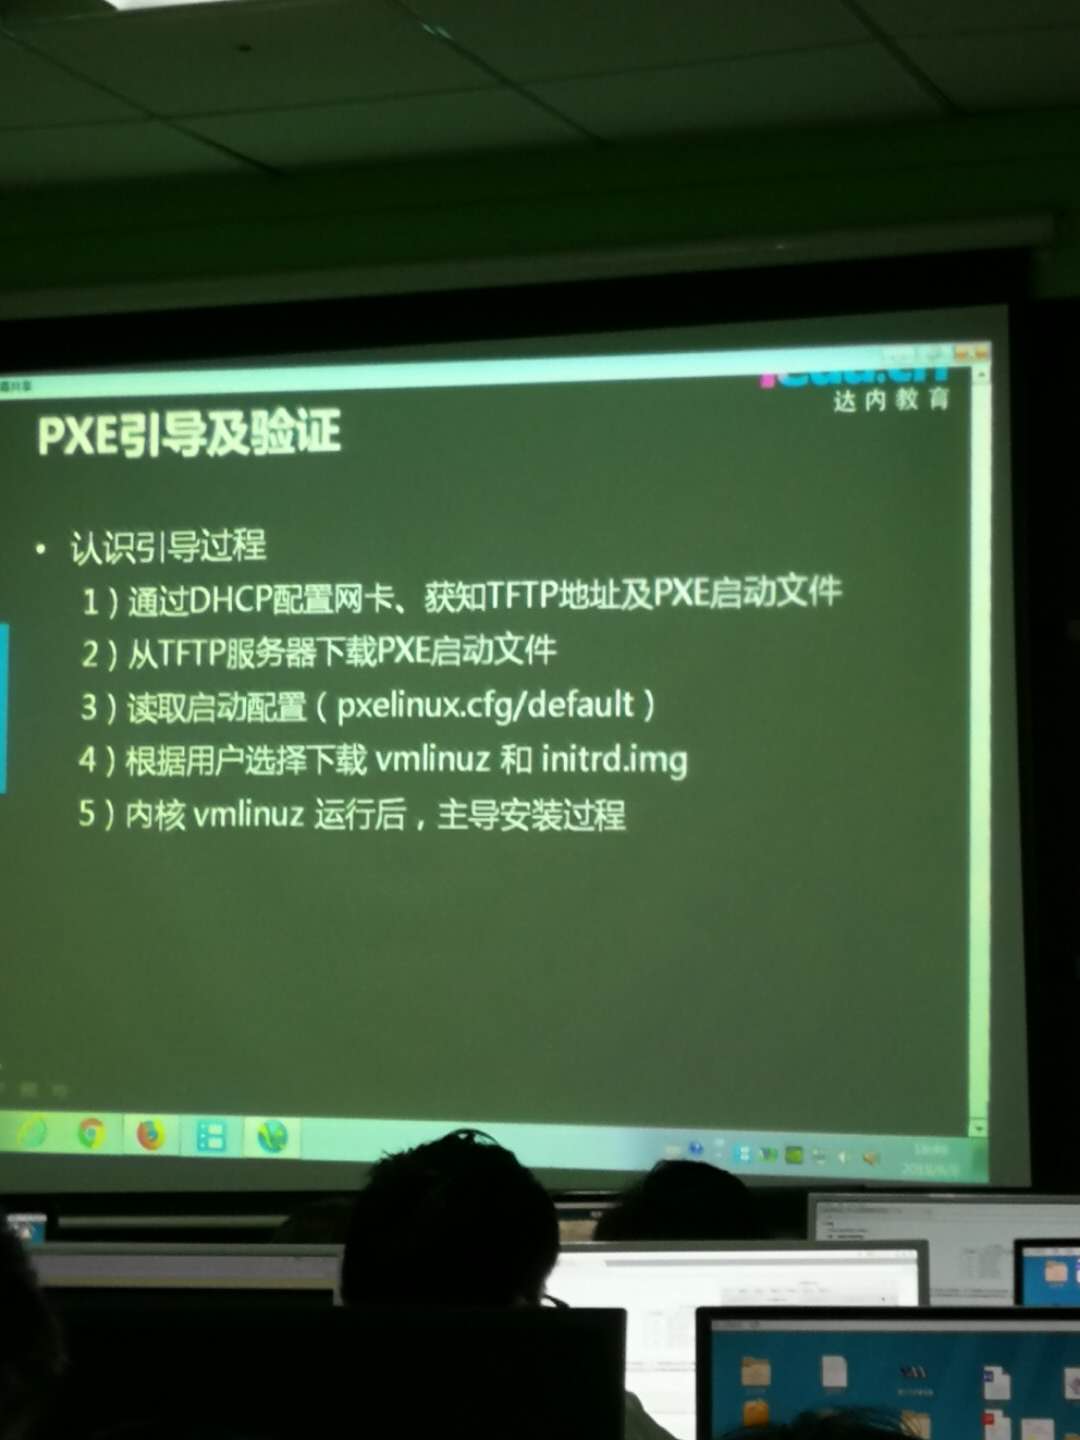 达内教育
PXE引导及验证
• 认识引导过程
1）通过DHCP配置网卡、获知TFTP地址及PXE启动文件
2）从TFTP服务器下载PXE启动文件
3）读取启动配置（pxelinux.cfg/default）
4）根据用户选择下载 vmlinuz 和 initrd.img
5）内核 vmlinuz 运行后，主导安装过程